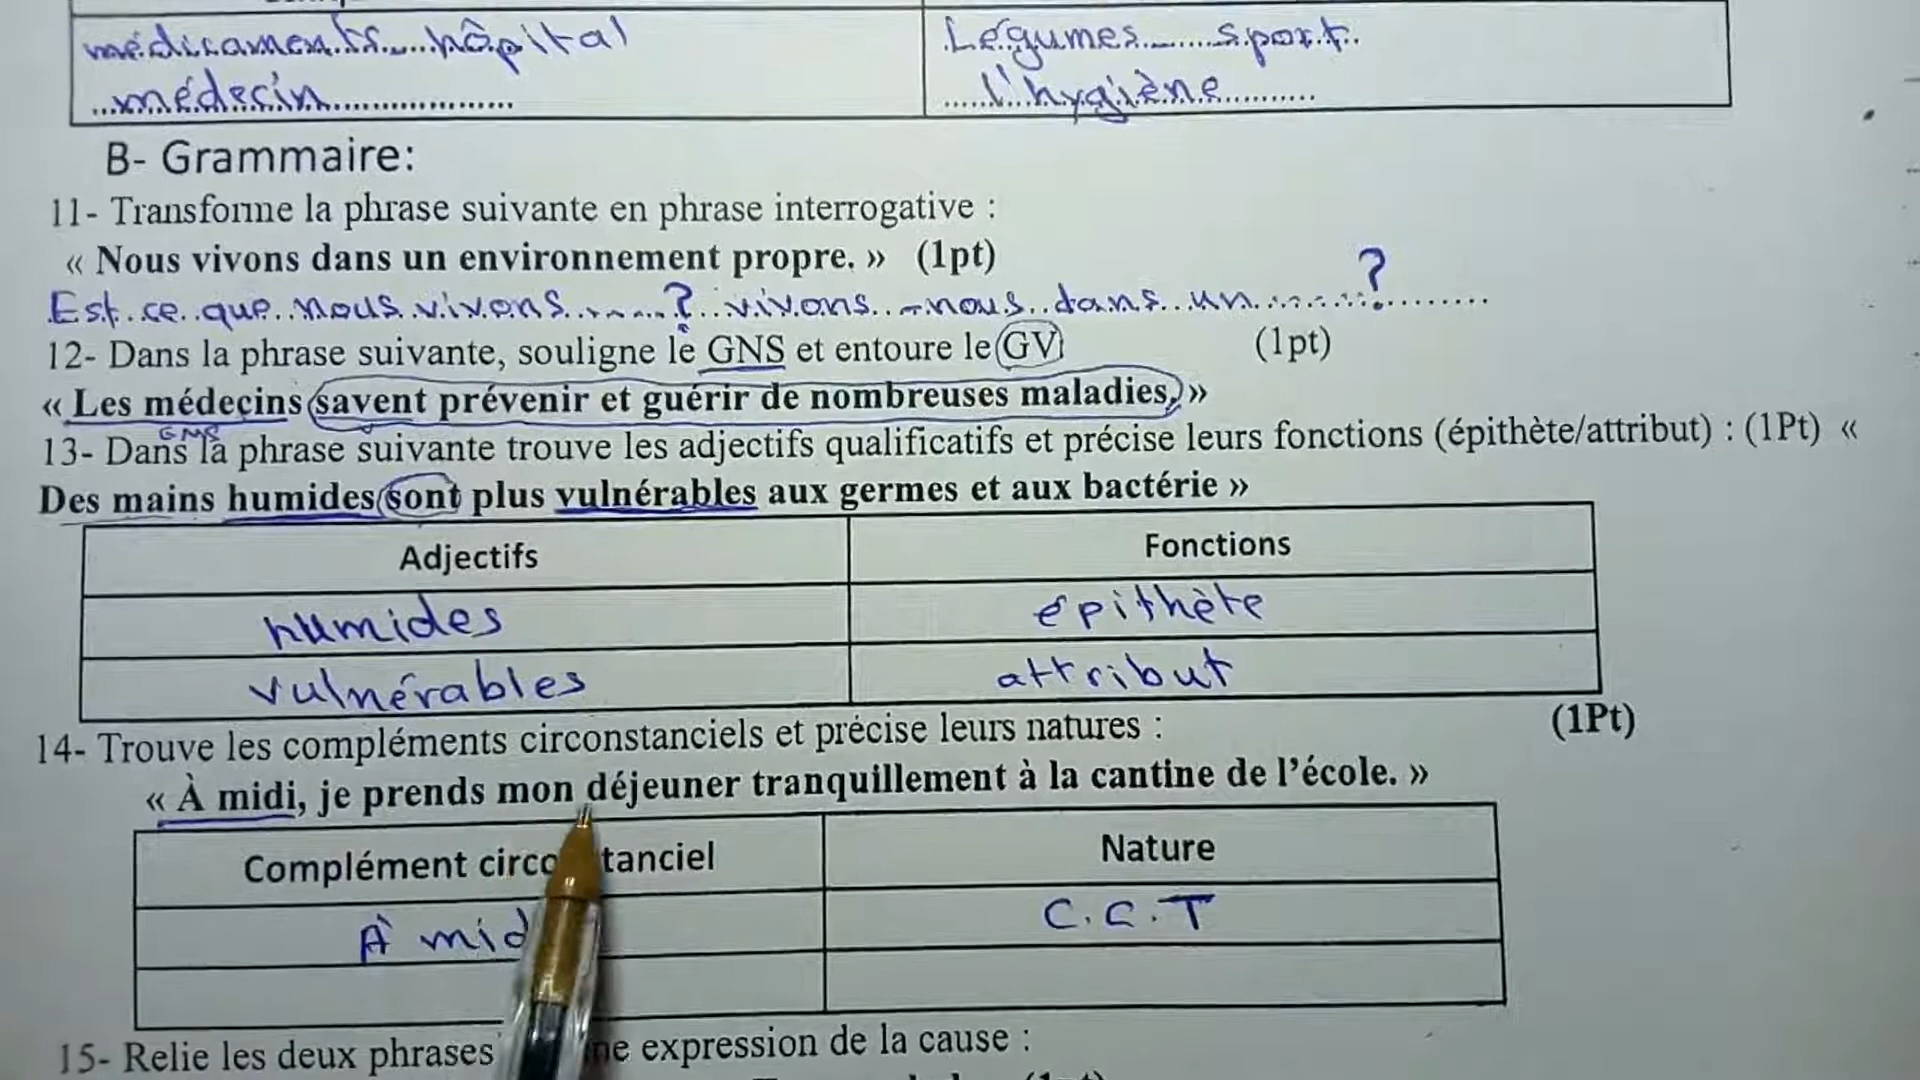 médicaments....hôpital
Légumes.......sport.
...médecin..................
......l'hygiène..........
B- Grammaire:
11- Transforme la phrase suivante en phrase interrogative :
« Nous vivons dans un environnement propre. » (1pt)
Est.ce.que..nous.vivons........?..vivons..-nous..dans..un..........?
12- Dans la phrase suivante, souligne le GNS et entoure le GV (1pt)
« Les médecins savent prévenir et guérir de nombreuses maladies. »
GNS
13- Dans la phrase suivante trouve les adjectifs qualificatifs et précise leurs fonctions (épithète/attribut) : (1Pt) «
Des mains humides sont plus vulnérables aux germes et aux bactérie »
Adjectifs Fonctions
humides épithète
vulnérables attribut
14- Trouve les compléments circonstanciels et précise leurs natures : (1Pt)
« À midi, je prends mon déjeuner tranquillement à la cantine de l'école. »
Complément circo tanciel Nature
À mid C.C.T
15- Relie les deux phrases ne expression de la cause :
(1pt)